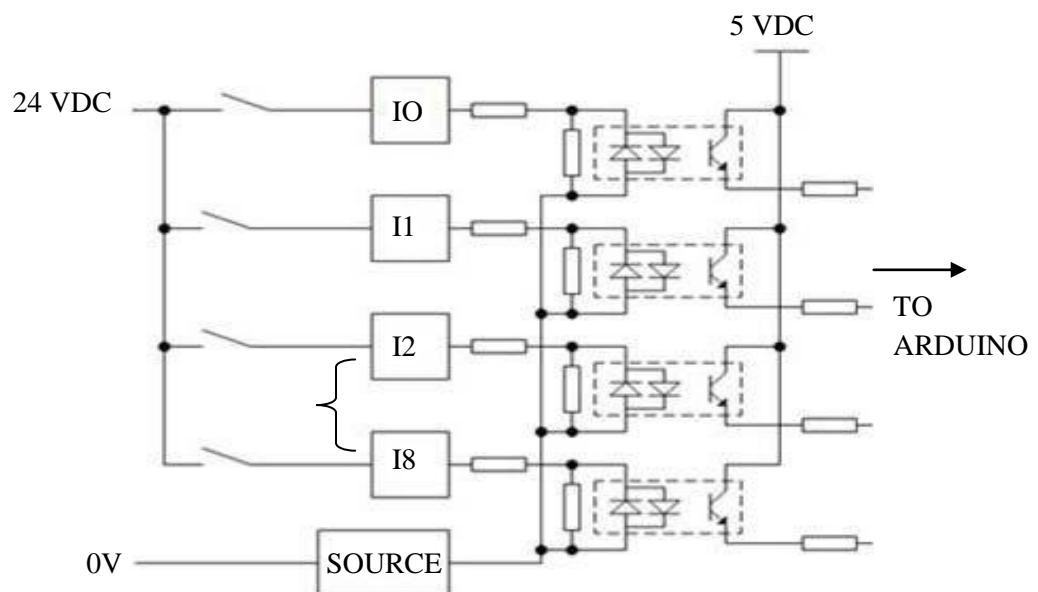 5 VDC
24 VDC
IO
I1
TO
ARDUINO
I2
I8
0V
SOURCE